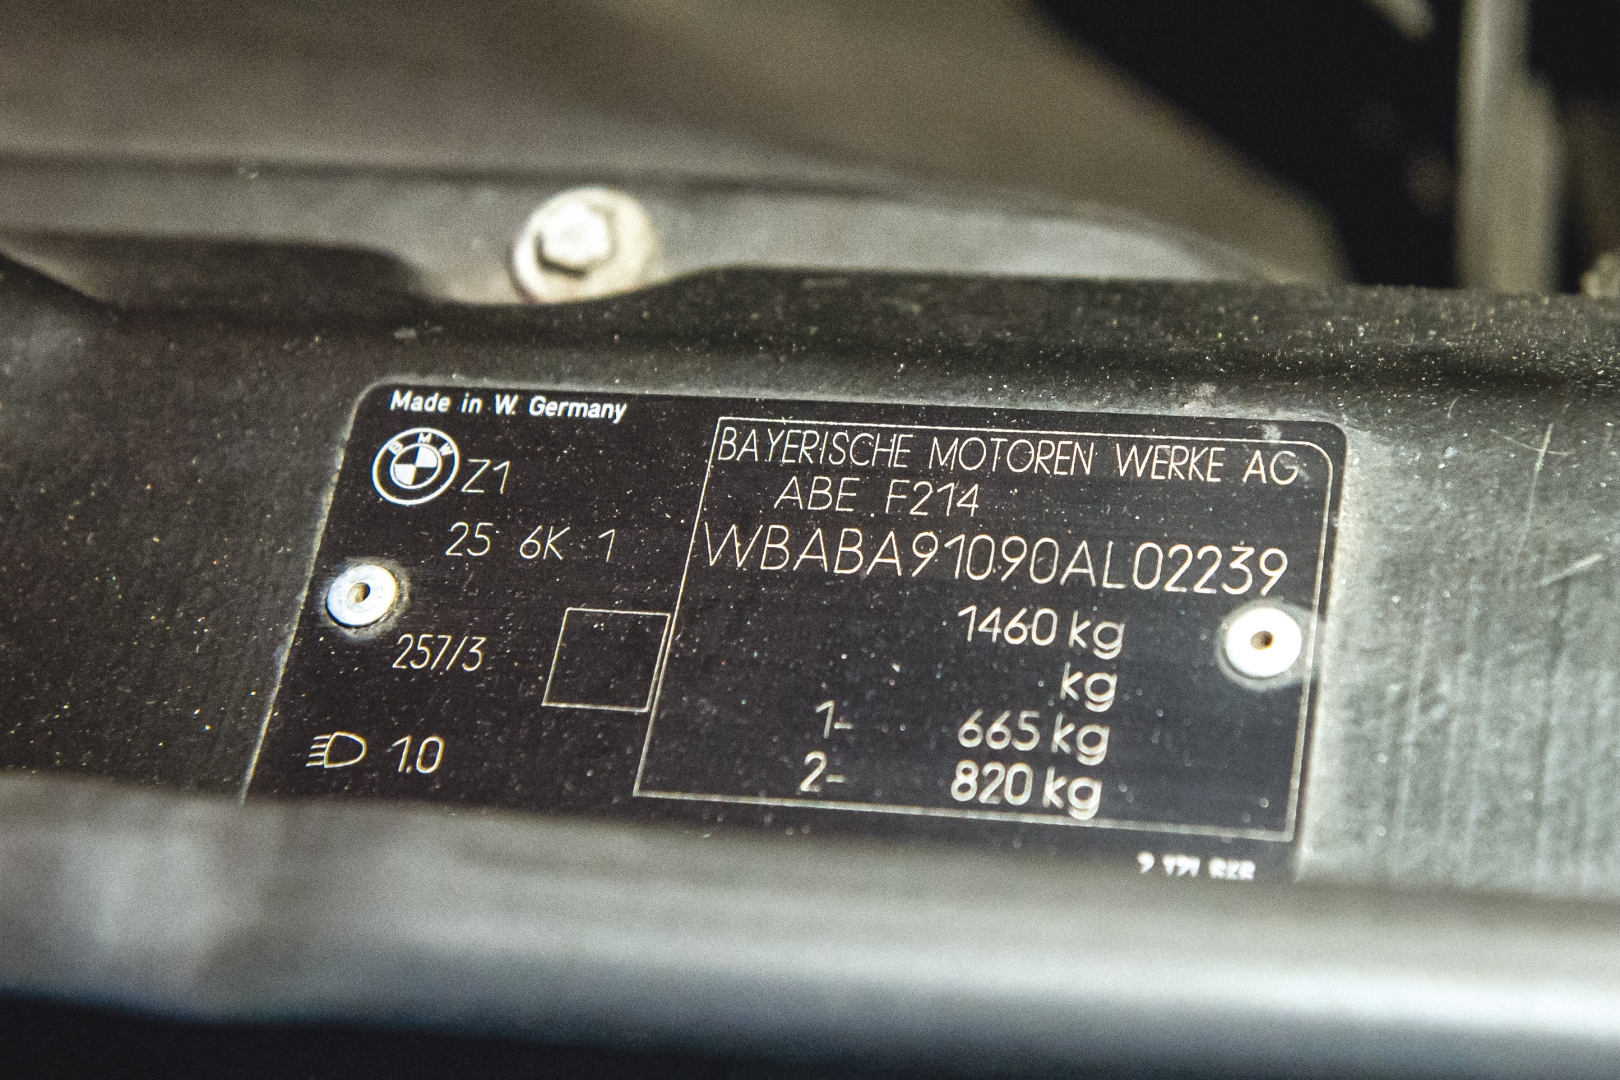 Made in W. Germany
BMW Z1
25 6K 1
257/3
1.0
BAYERISCHE MOTOREN WERKE AG
ABE F214
WBABA91090AL02239
1460 kg
kg
1- 665 kg
2- 820 kg